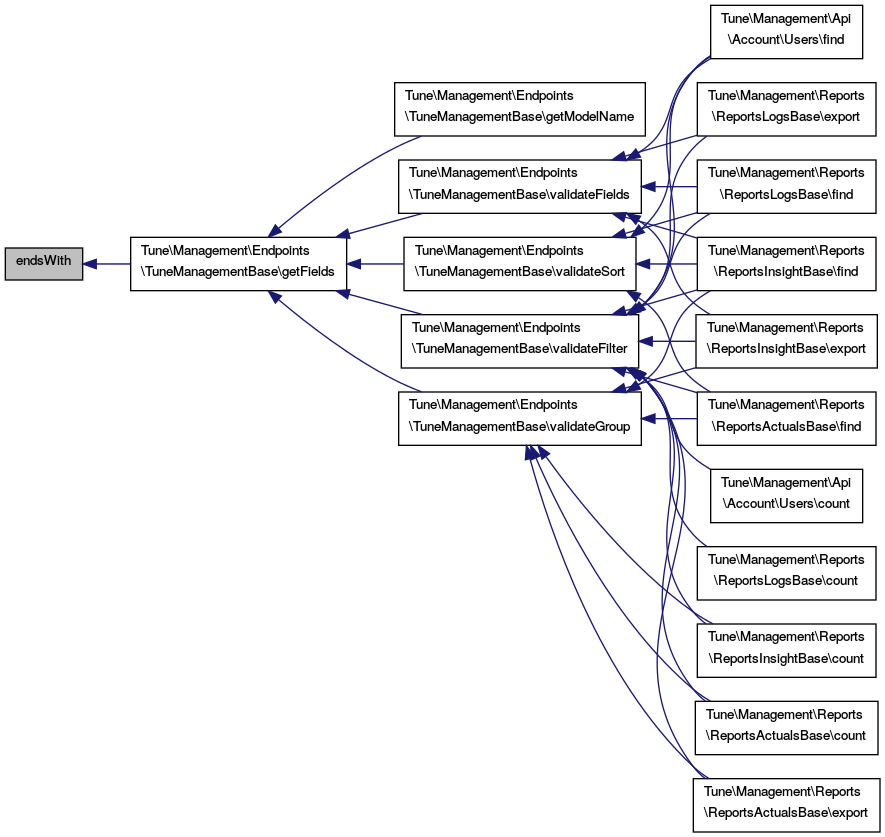 endsWith
Tune\Management\Endpoints
\TuneManagementBase\getFields
Tune\Management\Endpoints
\TuneManagementBase\getModelName
Tune\Management\Endpoints
\TuneManagementBase\validateFields
Tune\Management\Endpoints
\TuneManagementBase\validateSort
Tune\Management\Endpoints
\TuneManagementBase\validateFilter
Tune\Management\Endpoints
\TuneManagementBase\validateGroup
Tune\Management\Api
\Account\Users\find
Tune\Management\Reports
\ReportsLogsBase\export
Tune\Management\Reports
\ReportsLogsBase\find
Tune\Management\Reports
\ReportsInsightBase\find
Tune\Management\Reports
\ReportsInsightBase\export
Tune\Management\Reports
\ReportsActualsBase\find
Tune\Management\Api
\Account\Users\count
Tune\Management\Reports
\ReportsLogsBase\count
Tune\Management\Reports
\ReportsInsightBase\count
Tune\Management\Reports
\ReportsActualsBase\count
Tune\Management\Reports
\ReportsActualsBase\export